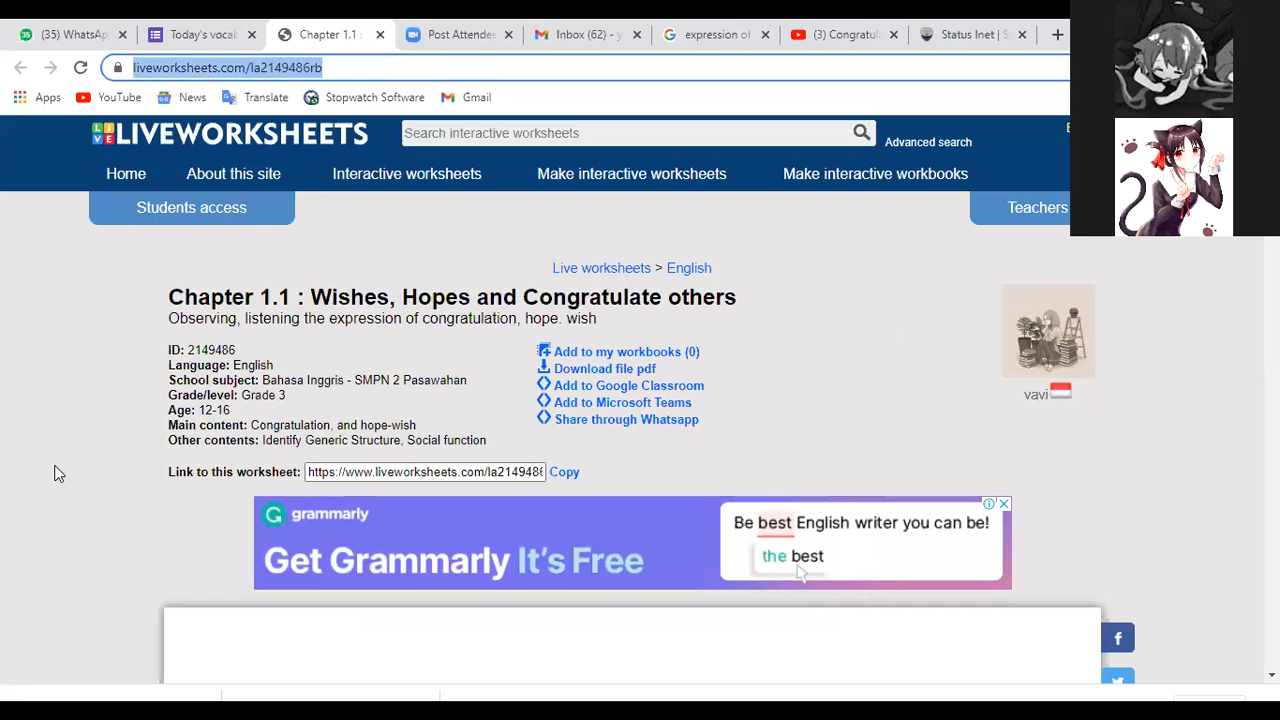 (35) WhatsAp
Today's vocab
Chapter 1.1 :
Post Attende
Inbox (62) - y
expression of
(3) Congratul
Status Inet | S
liveworksheets.com/la2149486rb
Apps YouTube News Translate Stopwatch Software Gmail
LIVE LIVEWORKSHEETS
Search interactive worksheets
Advanced search
Home About this site Interactive worksheets Make interactive worksheets Make interactive workbooks
Students access
Teachers
Live worksheets > English
Chapter 1.1 : Wishes, Hopes and Congratulate others
Observing, listening the expression of congratulation, hope. wish
ID: 2149486
Language: English
School subject: Bahasa Inggris - SMPN 2 Pasawahan
Grade/level: Grade 3
Age: 12-16
Main content: Congratulation, and hope-wish
Other contents: Identify Generic Structure, Social function
Add to my workbooks (0)
Download file pdf
Add to Google Classroom
Add to Microsoft Teams
Share through Whatsapp
vavi
Link to this worksheet: https://www.liveworksheets.com/la2149486 Copy
grammarly
Get Grammarly It's Free
Be best English writer you can be!
the best